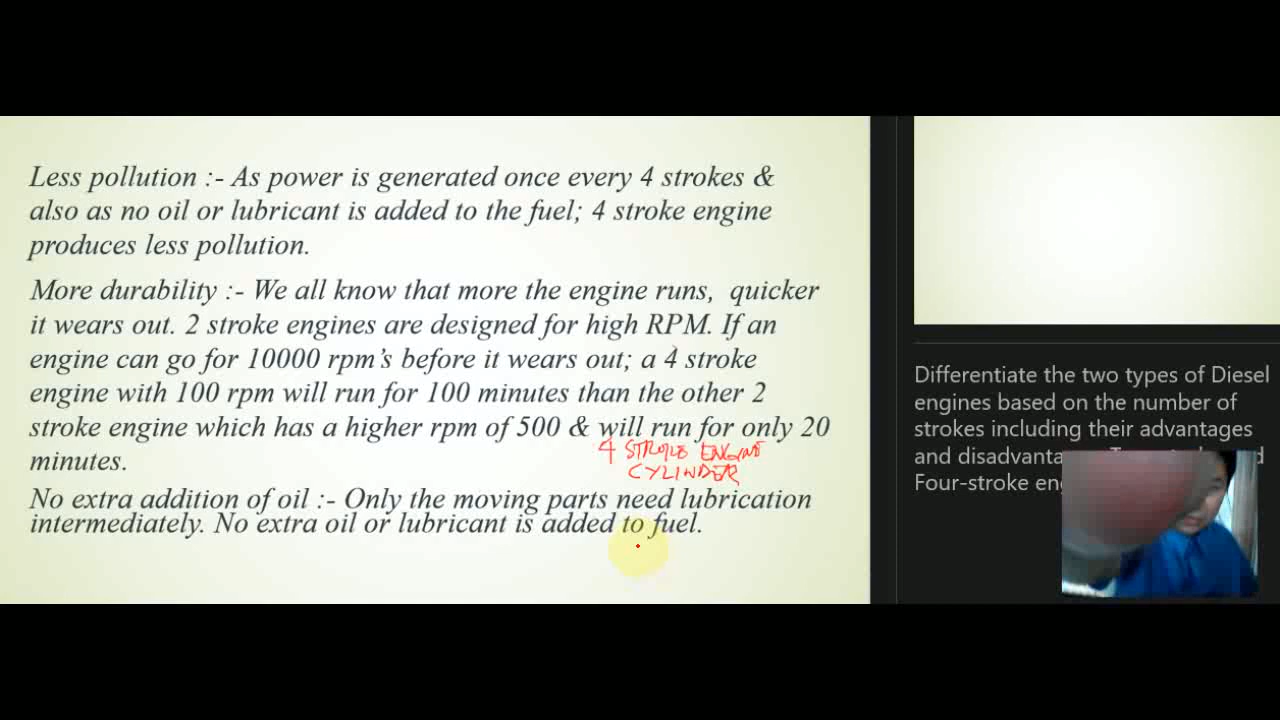 Less pollution :- As power is generated once every 4 strokes &
also as no oil or lubricant is added to the fuel; 4 stroke engine
produces less pollution.
More durability :- We all know that more the engine runs, quicker
it wears out. 2 stroke engines are designed for high RPM. If an
engine can go for 10000 rpm's before it wears out; a 4 stroke
engine with 100 rpm will run for 100 minutes than the other 2
stroke engine which has a higher rpm of 500 & will run for only 20
minutes.
4 STROKE ENGINE
CYLINDER
No extra addition of oil :- Only the moving parts need lubrication
intermediately. No extra oil or lubricant is added to fuel.
Differentiate the two types of Diesel
engines based on the number of
strokes including their advantages
and
Four-stroke